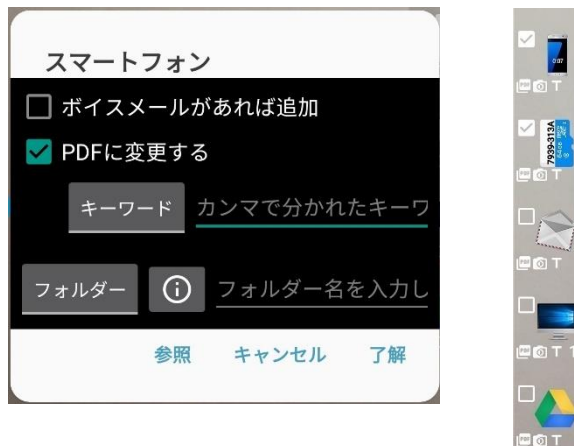 スマートフォン
ボイスメールがあれば追加
PDFに変更する
キーワード カンマで分かれたキーワ
フォルダー フォルダー名を入力し
参照 キャンセル 了解
7939-313A